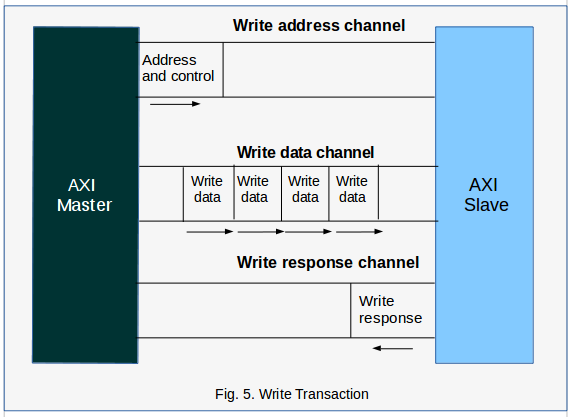 Write address channel
Address
and control
Write data channel
AXI
Master
Write
data
Write
data
Write
data
Write
data
AXI
Slave
Write response channel
Write
response
Fig. 5. Write Transaction